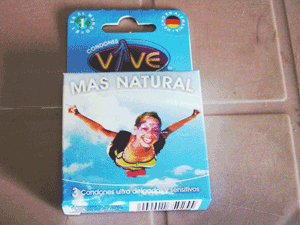 CONDONES
VIVE
MAS NATURAL
3 Condones ultra delgados y sensitivos